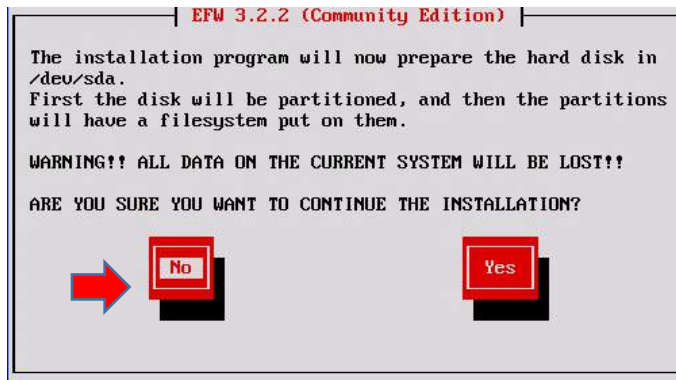 EFW 3.2.2 (Community Edition)
The installation program will now prepare the hard disk in
/dev/sda.
First the disk will be partitioned, and then the partitions
will have a filesystem put on them.
WARNING!! ALL DATA ON THE CURRENT SYSTEM WILL BE LOST!!
ARE YOU SURE YOU WANT TO CONTINUE THE INSTALLATION?
No Yes